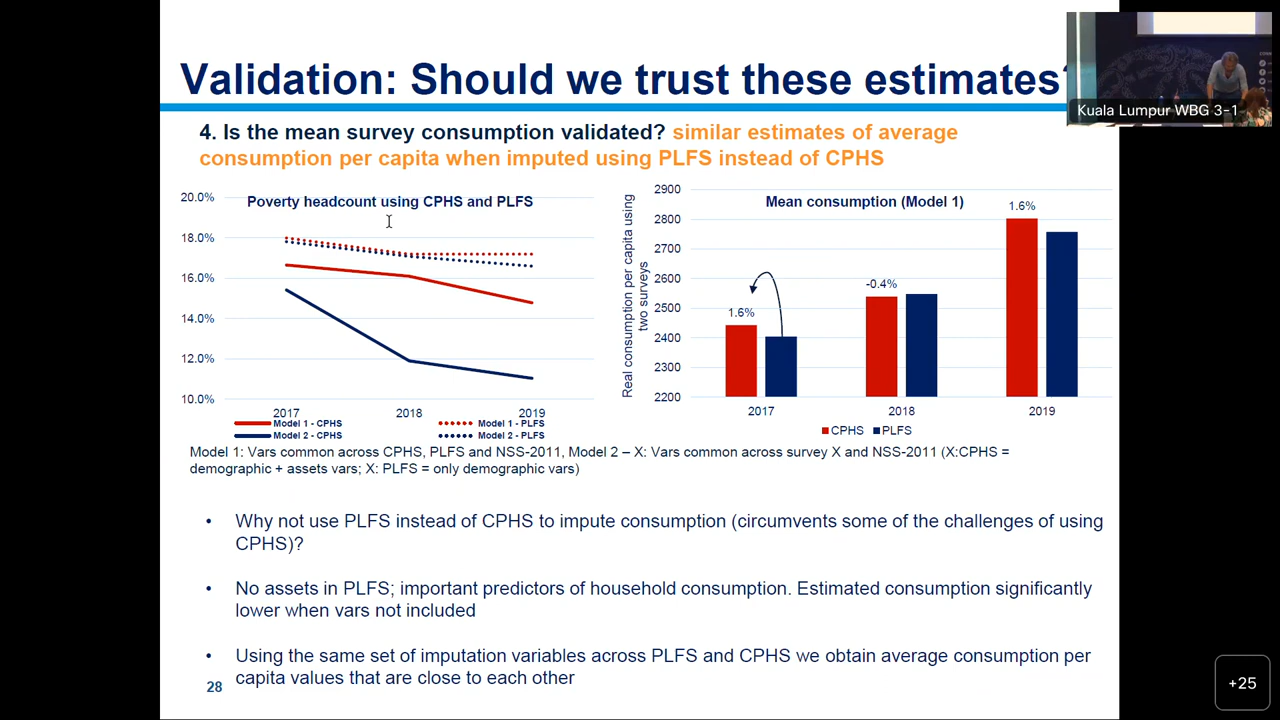 Validation: Should we trust these estimates?
Kuala Lumpur WBG 3-1
4. Is the mean survey consumption validated? similar estimates of average
consumption per capita when imputed using PLFS instead of CPHS
Poverty headcount using CPHS and PLFS
20.0%
18.0%
16.0%
14.0%
12.0%
10.0%
2017
2018
2019
Model 1 - CPHS
Model 1 - PLFS
Model 2 - CPHS
Model 2 - PLFS
Mean consumption (Model 1)
Real consumption per capita using
two surveys
2900
2800
2700
2600
2500
2400
2300
2200
1.6%
-0.4%
1.6%
2017
2018
2019
CPHS
PLFS
Model 1: Vars common across CPHS, PLFS and NSS-2011, Model 2 – X: Vars common across survey X and NSS-2011 (X:CPHS =
demographic + assets vars; X: PLFS = only demographic vars)
• Why not use PLFS instead of CPHS to impute consumption (circumvents some of the challenges of using
CPHS)?
• No assets in PLFS; important predictors of household consumption. Estimated consumption significantly
lower when vars not included
• Using the same set of imputation variables across PLFS and CPHS we obtain average consumption per
capita values that are close to each other
28
+25